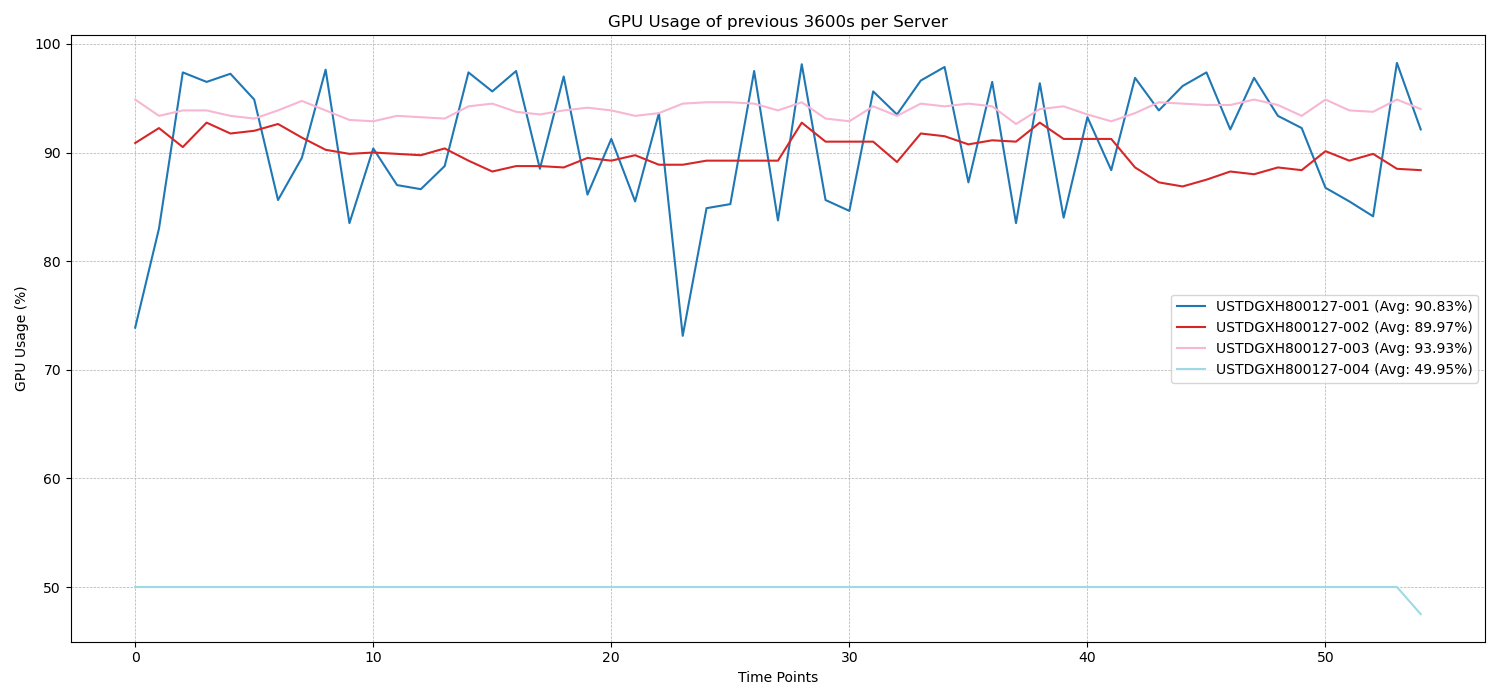 GPU Usage of previous 3600s per Server
100
90
80
70
60
50
GPU Usage (%)
USTDGXH800127-001 (Avg: 90.83%)
USTDGXH800127-002 (Avg: 89.97%)
USTDGXH800127-003 (Avg: 93.93%)
USTDGXH800127-004 (Avg: 49.95%)
0 10 20 30 40 50
Time Points